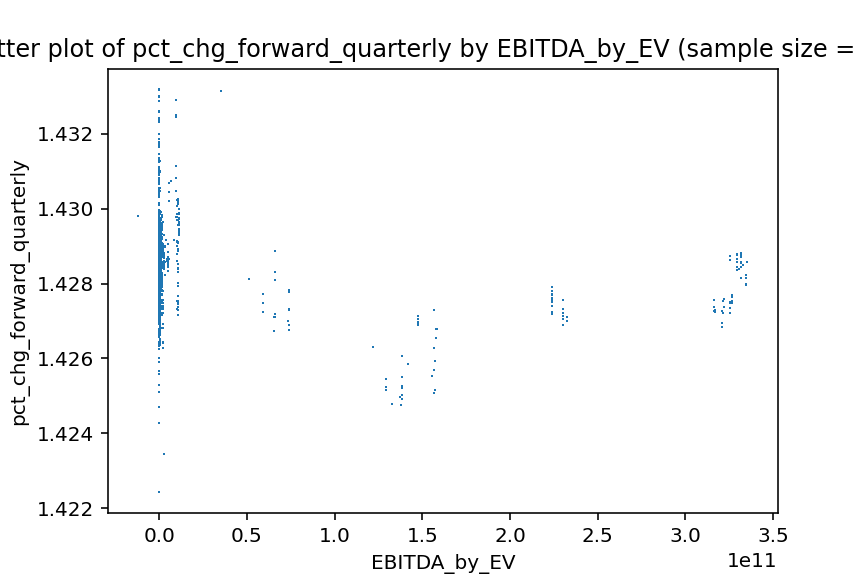 tter plot of pct_chg_forward_quarterly by EBITDA_by_EV (sample size =
1.432
1.430
1.428
1.426
1.424
1.422
pct_chg_forward_quarterly
0.0 0.5 1.0 1.5 2.0 2.5 3.0 3.5
1e11
EBITDA_by_EV